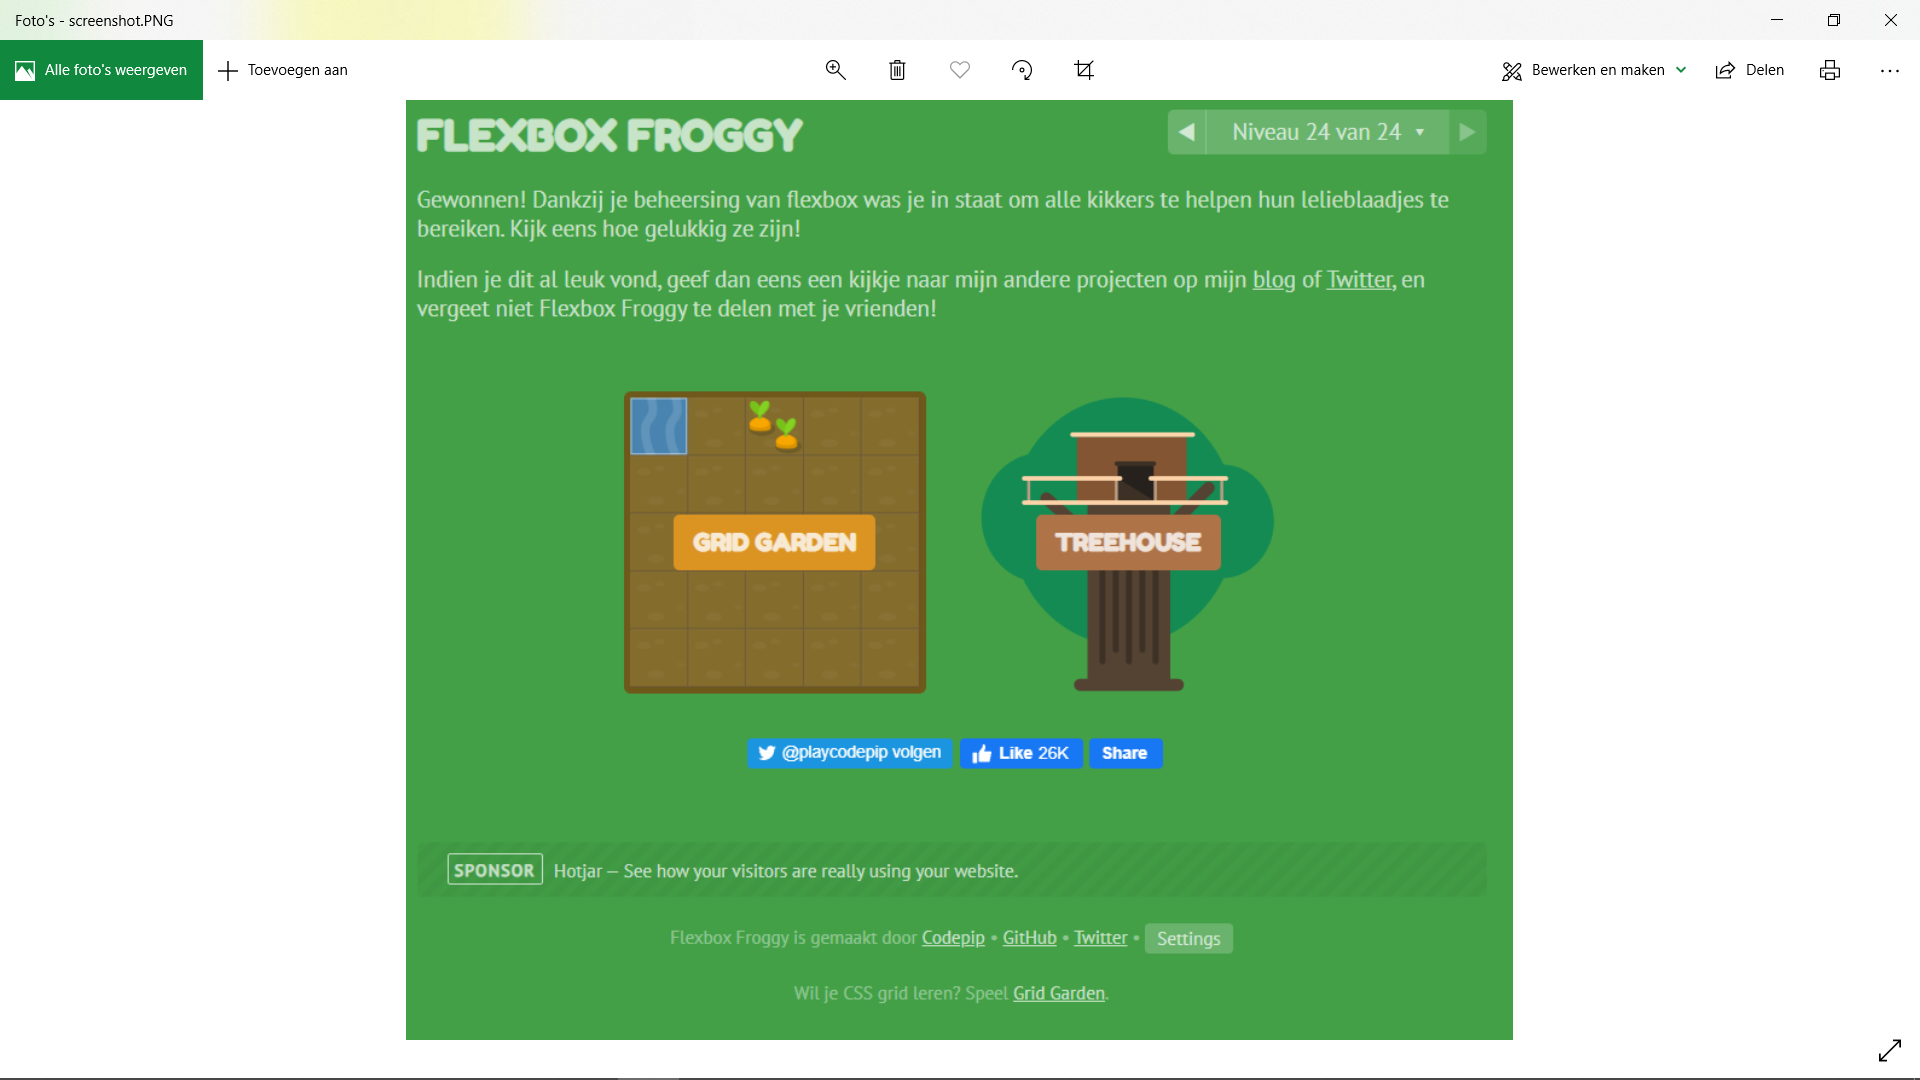 Foto's - screenshot.PNG
Alle foto's weergeven
Toevoegen aan
Bewerken en maken
Delen
FLEXBOX FROGGY
Niveau 24 van 24
Gewonnen! Dankzij je beheersing van flexbox was je in staat om alle kikkers te helpen hun lelieblaadjes te
bereiken. Kijk eens hoe gelukkig ze zijn!
Indien je dit al leuk vond, geef dan eens een kijkje naar mijn andere projecten op mijn blog of Twitter, en
vergeet niet Flexbox Froggy te delen met je vrienden!
GRID GARDEN
TREEHOUSE
@playcodepip volgen
Like 26K
Share
SPONSOR Hotjar — See how your visitors are really using your website.
Flexbox Froggy is gemaakt door Codepip • GitHub • Twitter • Settings
Wil je CSS grid leren? Speel Grid Garden.